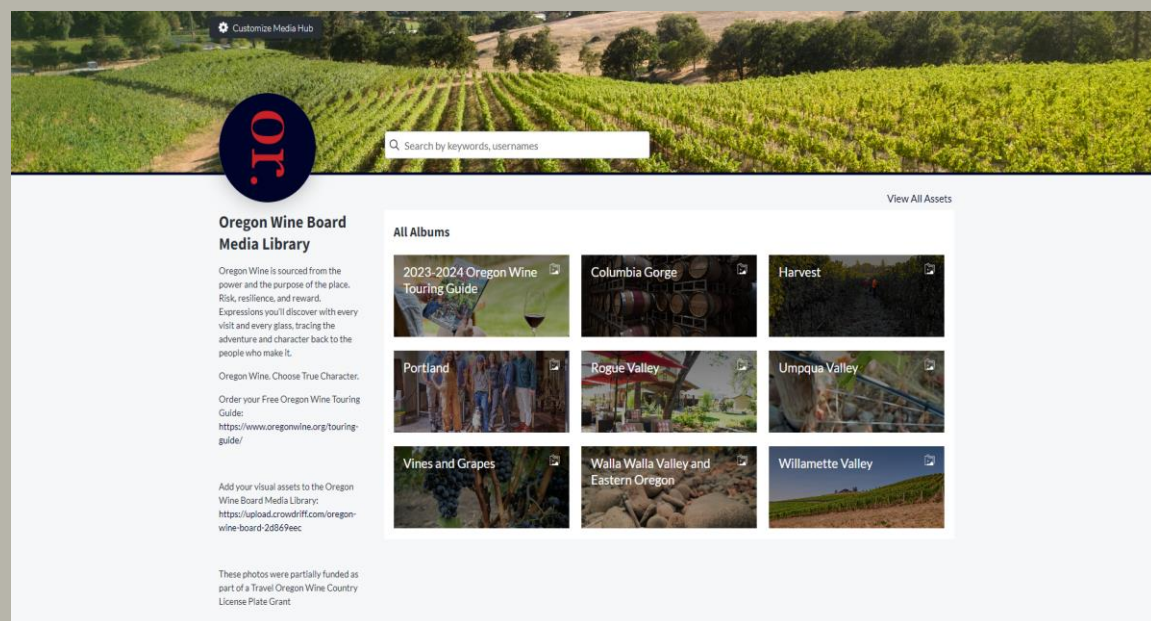 Customize Media Hub
or.
Search by keywords, usernames
View All Assets
Oregon Wine Board
Media Library
Oregon Wine is sourced from the
power and the purpose of the place.
Risk, resilience, and reward.
Expressions you'll discover with every
visit and every glass, tracing the
adventure and character back to the
people who make it.
Oregon Wine. Choose True Character.
Order your Free Oregon Wine Touring
Guide:
https://www.oregonwine.org/touring-
guide/
Add your visual assets to the Oregon
Wine Board Media Library:
https://upload.crowdriff.com/oregon-
wine-board-2d869eec
These photos were partially funded as
part of a Travel Oregon Wine Country
License Plate Grant
All Albums
2023-2024 Oregon Wine
Touring Guide
Columbia Gorge
Harvest
Portland
Rogue Valley
Umpqua Valley
Vines and Grapes
Walla Walla Valley and
Eastern Oregon
Willamette Valley